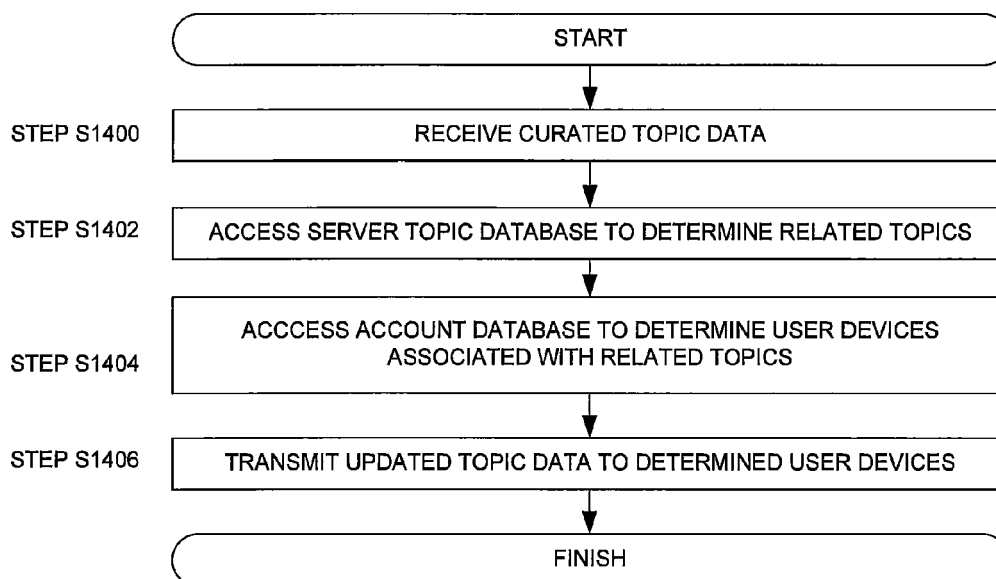 START
STEP S1400
RECEIVE CURATED TOPIC DATA
STEP S1402
ACCESS SERVER TOPIC DATABASE TO DETERMINE RELATED TOPICS
STEP S1404
ACCCESS ACCOUNT DATABASE TO DETERMINE USER DEVICES
ASSOCIATED WITH RELATED TOPICS
STEP S1406
TRANSMIT UPDATED TOPIC DATA TO DETERMINED USER DEVICES
FINISH